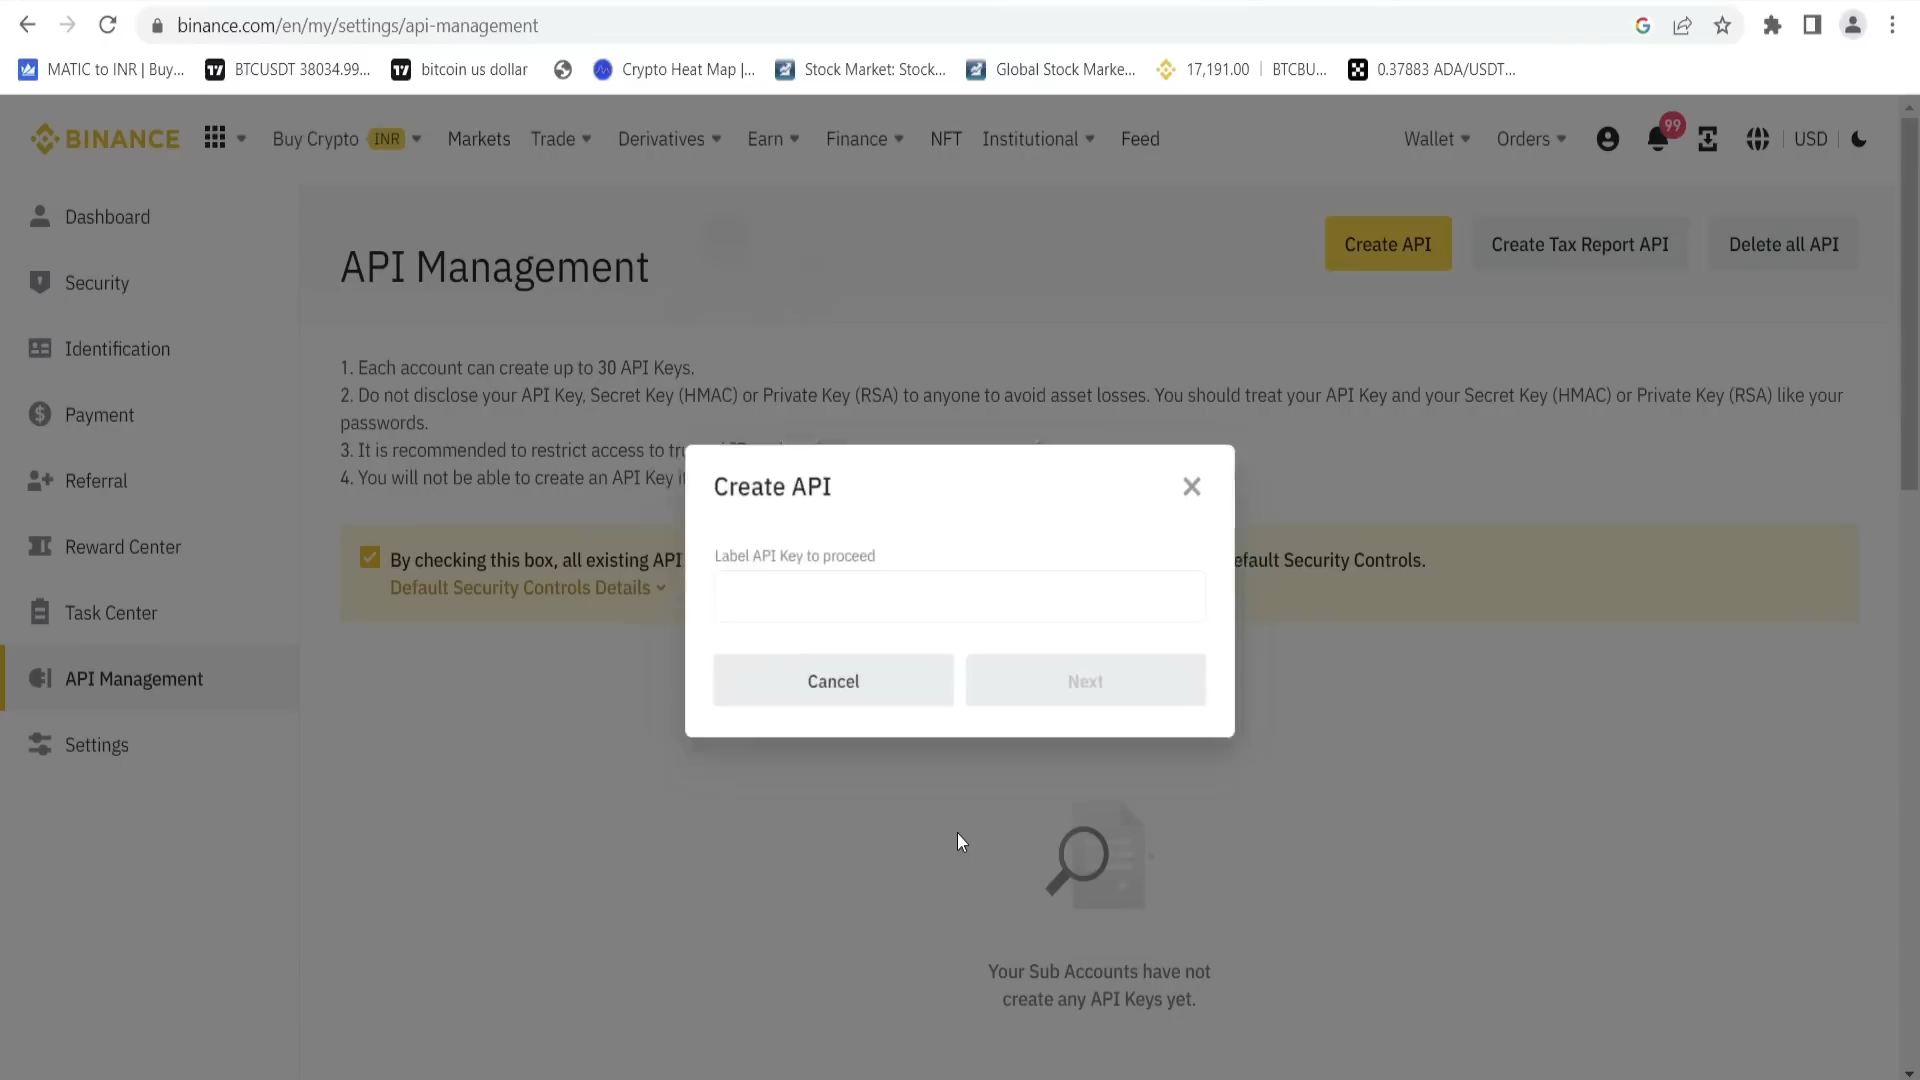 binance.com/en/my/settings/api-management
MATIC to INR | Buy...
BTCUSDT 38034.99...
bitcoin us dollar
Crypto Heat Map |...
Stock Market: Stock...
Global Stock Marke...
17,191.00 | BTCBU...
0.37883 ADA/USDT...
BINANCE
Buy Crypto INR
Markets
Trade
Derivatives
Earn
Finance
NFT
Institutional
Feed
Wallet
Orders
99
USD
Dashboard
Security
Identification
Payment
Referral
Reward Center
Task Center
API Management
Settings
API Management
Create API
Create Tax Report API
Delete all API
1. Each account can create up to 30 API Keys.
2. Do not disclose your API Key, Secret Key (HMAC) or Private Key (RSA) to anyone to avoid asset losses. You should treat your API Key and your Secret Key (HMAC) or Private Key (RSA) like your
passwords.
3. It is recommended to restrict access to
4. You will not be able to create an API Key
By checking this box, all existing API
efault Security Controls.
Default Security Controls Details
Create API
Label API Key to proceed
Cancel
Next
Your Sub Accounts have not
create any API Keys yet.